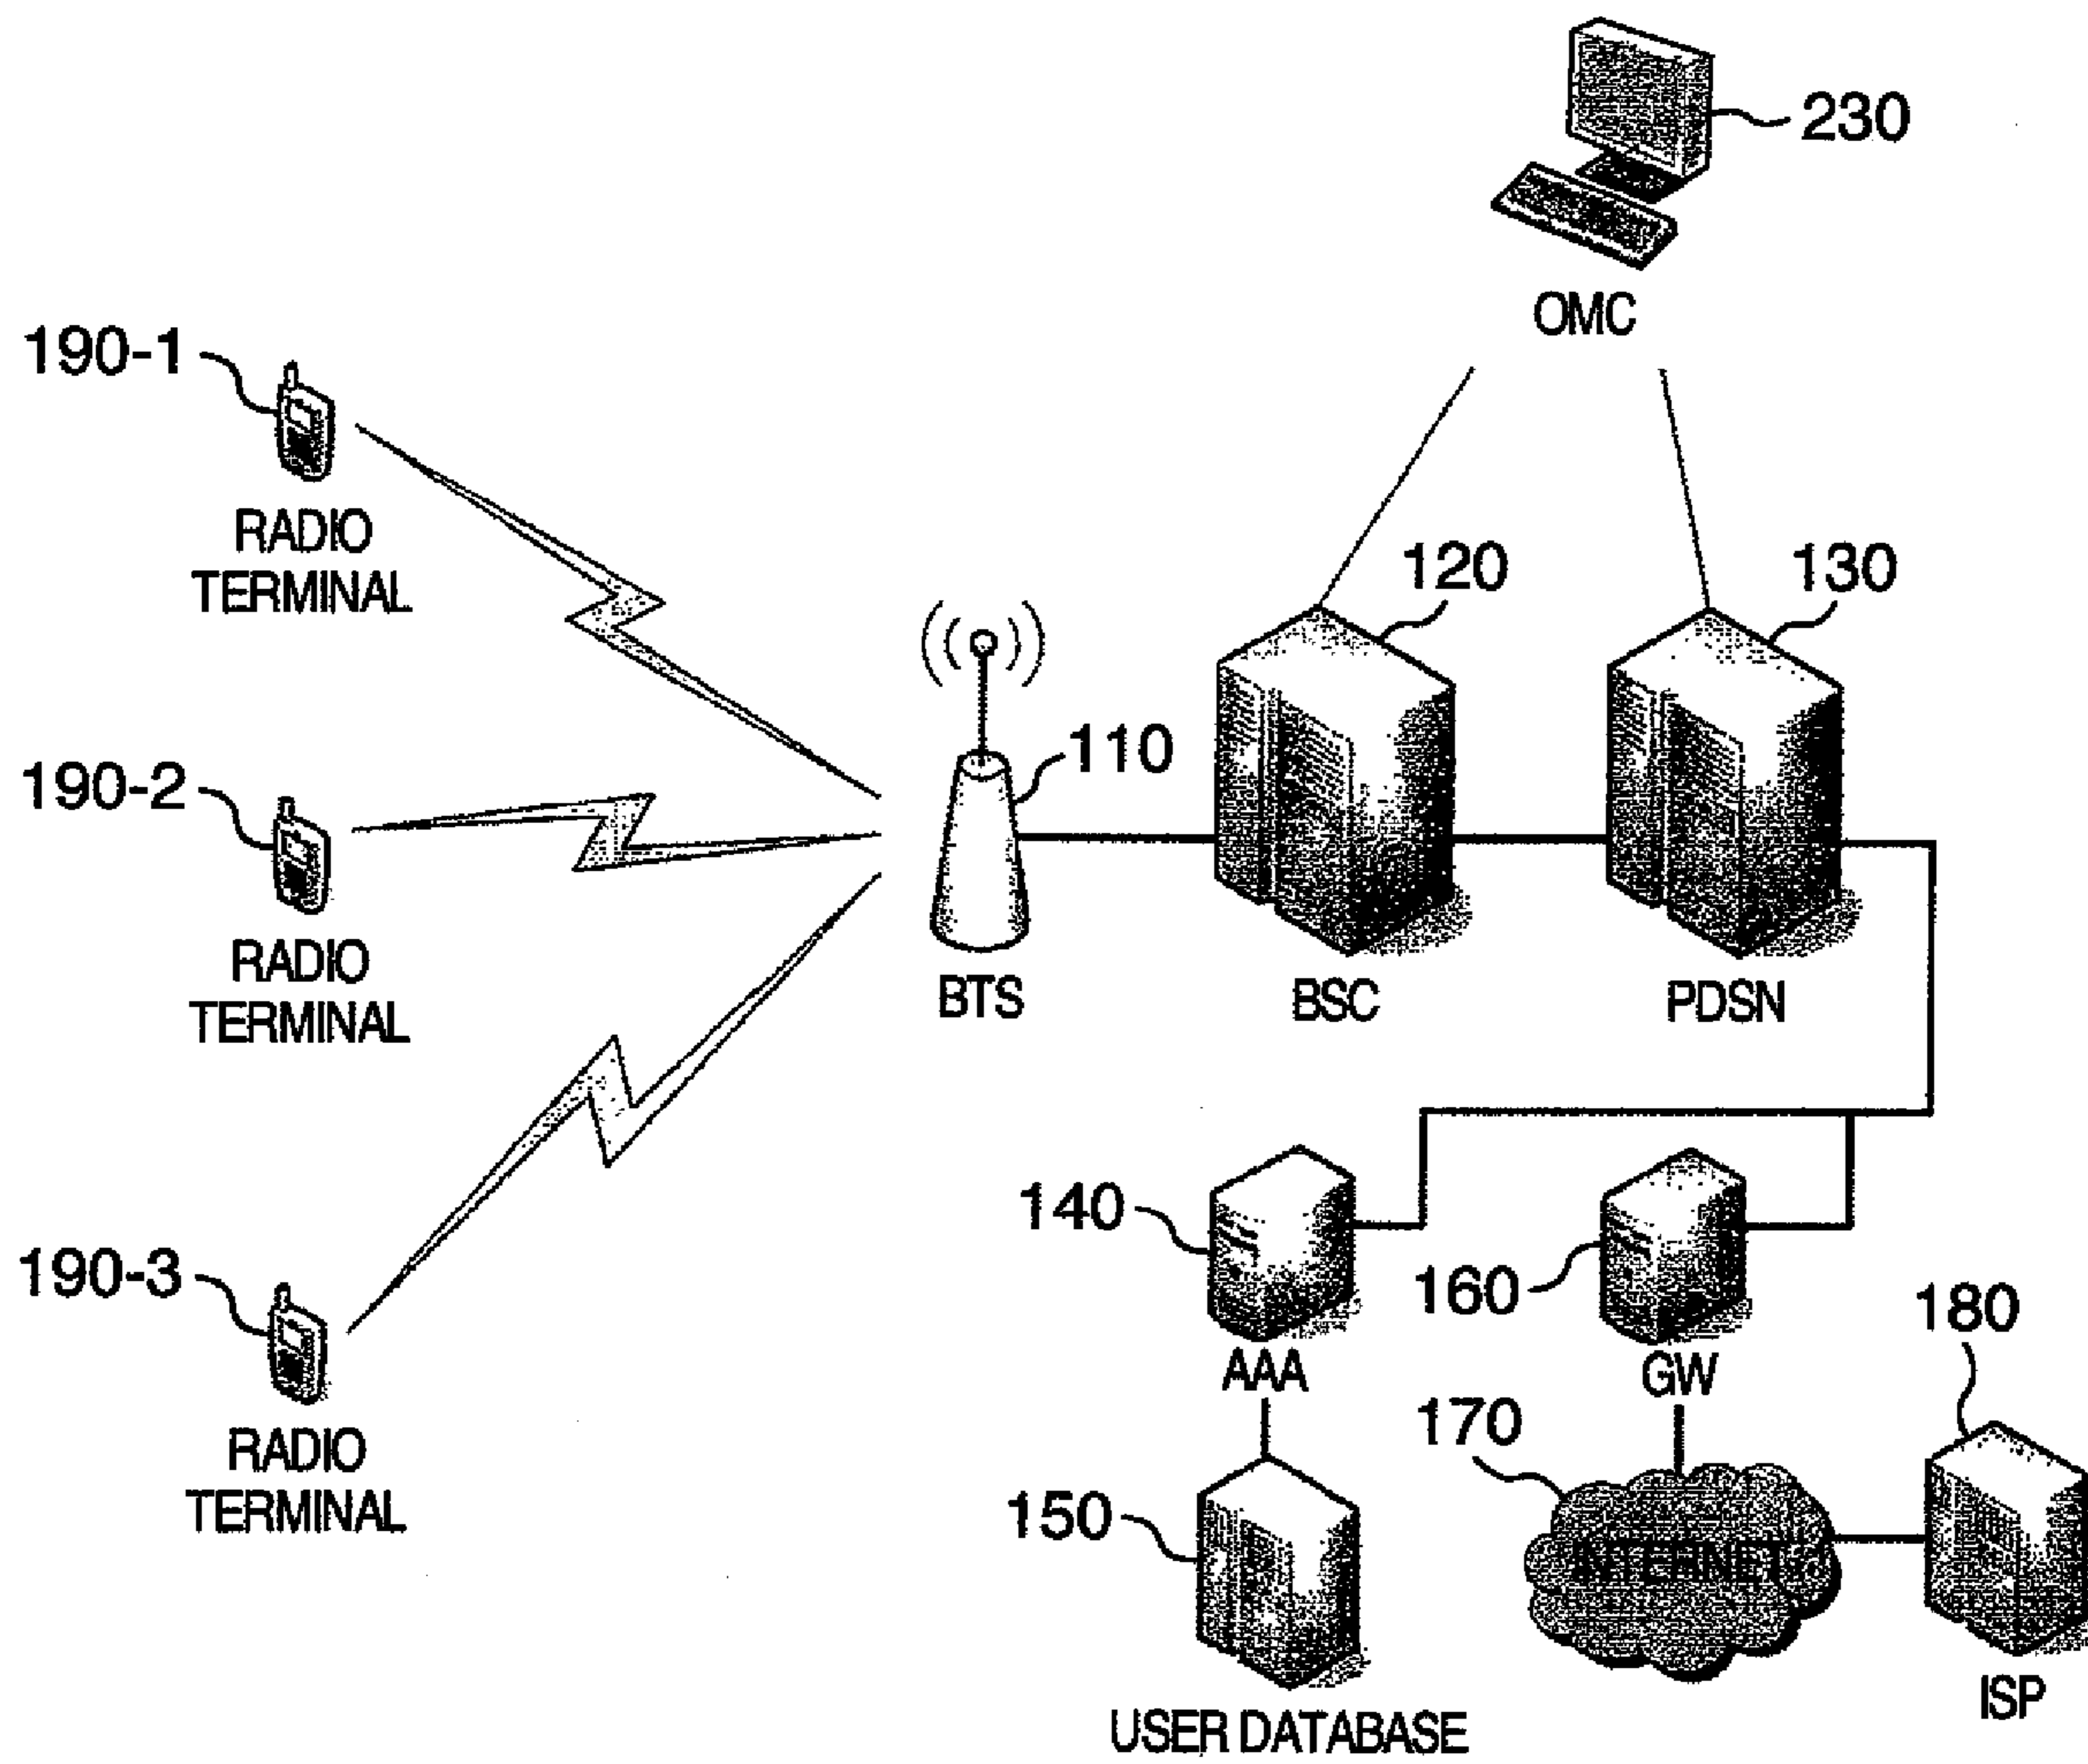 230
OMC
190-1
RADIO
TERMINAL
120
130
110
190-2
RADIO
TERMINAL
BTS
BSC
PDSN
140
160
190-3
180
AAA
GW
170
RADIO
TERMINAL
150
INTERNET
ISP
USER DATABASE